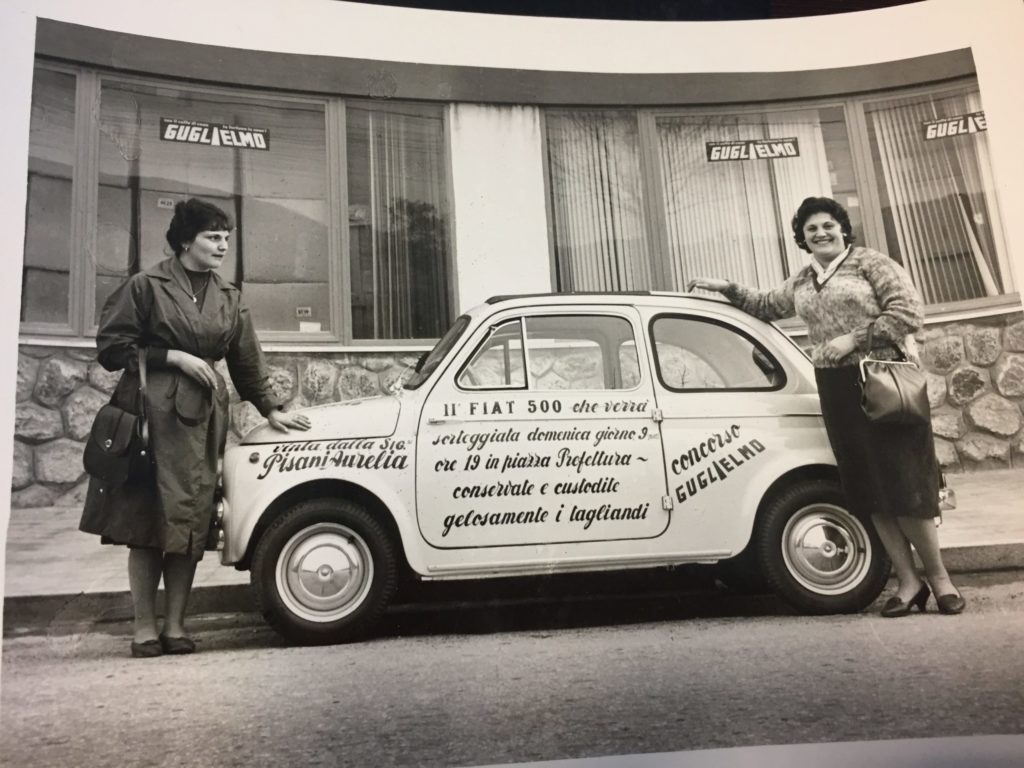 GUGLIELMO
GUGLIELMO
GUGLIELMO
11ª FIAT 500 che verrà
sorteggiata domenica giorno 9
ore 19 in piazza Prefettura ~
conservate e custodite
gelosamente i tagliandi
vinta dalla Sig.
Pisani Aurelia
concorso
GUGLIELMO